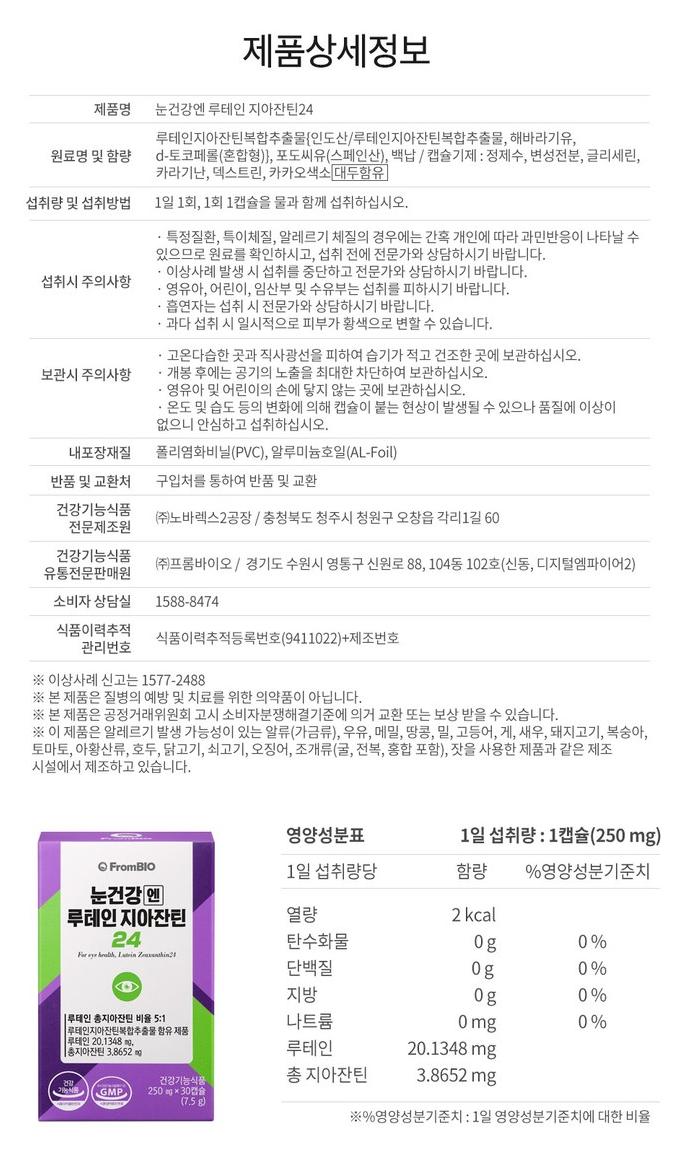 제품상세정보
제품명 눈건강엔 루테인 지아잔틴24
원료명 및 함량 루테인지아잔틴복합추출물{인도산/루테인지아잔틴복합추출물, 해바라기유,
d-토코페롤(혼합형)}, 포도씨유(스페인산), 백납 / 캡슐기제 : 정제수, 변성전분, 글리세린,
카라기난, 덱스트린, 카카오색소 대두함유
섭취량 및 섭취방법 1일 1회, 1회 1캡슐을 물과 함께 섭취하십시오.
섭취시 주의사항
· 특정질환, 특이체질, 알레르기 체질의 경우에는 간혹 개인에 따라 과민반응이 나타날 수
있으므로 원료를 확인하시고, 섭취 전에 전문가와 상담하시기 바랍니다.
· 이상사례 발생 시 섭취를 중단하고 전문가와 상담하시기 바랍니다.
· 영유아, 어린이, 임산부 및 수유부는 섭취를 피하시기 바랍니다.
· 흡연자는 섭취 시 전문가와 상담하시기 바랍니다.
· 과다 섭취 시 일시적으로 피부가 황색으로 변할 수 있습니다.
보관시 주의사항
· 고온다습한 곳과 직사광선을 피하여 습기가 적고 건조한 곳에 보관하십시오.
· 개봉 후에는 공기의 노출을 최대한 차단하여 보관하십시오.
· 영유아 및 어린이의 손에 닿지 않는 곳에 보관하십시오.
· 온도 및 습도 등의 변화에 의해 캡슐이 붙는 현상이 발생될 수 있으나 품질에 이상이
없으니 안심하고 섭취하십시오.
내포장재질 폴리염화비닐(PVC), 알루미늄호일(AL-Foil)
반품 및 교환처 구입처를 통하여 반품 및 교환
건강기능식품
전문제조원
㈜노바렉스2공장 / 충청북도 청주시 청원구 오창읍 각리1길 60
건강기능식품
유통전문판매원
㈜프롬바이오 / 경기도 수원시 영통구 신원로 88, 104동 102호(신동, 디지털엠파이어2)
소비자 상담실 1588-8474
식품이력추적
관리번호
식품이력추적등록번호(9411022)+제조번호
※ 이상사례 신고는 1577-2488
※ 본 제품은 질병의 예방 및 치료를 위한 의약품이 아닙니다.
※ 본 제품은 공정거래위원회 고시 소비자분쟁해결기준에 의거 교환 또는 보상 받을 수 있습니다.
※ 이 제품은 알레르기 발생 가능성이 있는 알류(가금류), 우유, 메밀, 땅콩, 밀, 고등어, 게, 새우, 돼지고기, 복숭아,
토마토, 아황산류, 호두, 닭고기, 쇠고기, 오징어, 조개류(굴, 전복, 홍합 포함), 잣을 사용한 제품과 같은 제조
시설에서 제조하고 있습니다.
FromBIO
FromBIO
눈건강엔
루테인 지아잔틴
24
For eye health, Lutein Zeaxanthin24
루테인 총지아잔틴 비율 5:1
루테인지아잔틴복합추출물 함유 제품
루테인 20.1348 mg,
총지아잔틴 3.8652 mg
건강
기능식품
GMP
건강기능식품
250 mg × 30캡슐
(7.5 g)
영양성분표 1일 섭취량 : 1캡슐(250 mg)
1일 섭취량당 함량 %영양성분기준치
열량 2 kcal
탄수화물 0 g 0 %
단백질 0 g 0 %
지방 0 g 0 %
나트륨 0 mg 0 %
루테인 20.1348 mg
총 지아잔틴 3.8652 mg
※%영양성분기준치 : 1일 영양성분기준치에 대한 비율